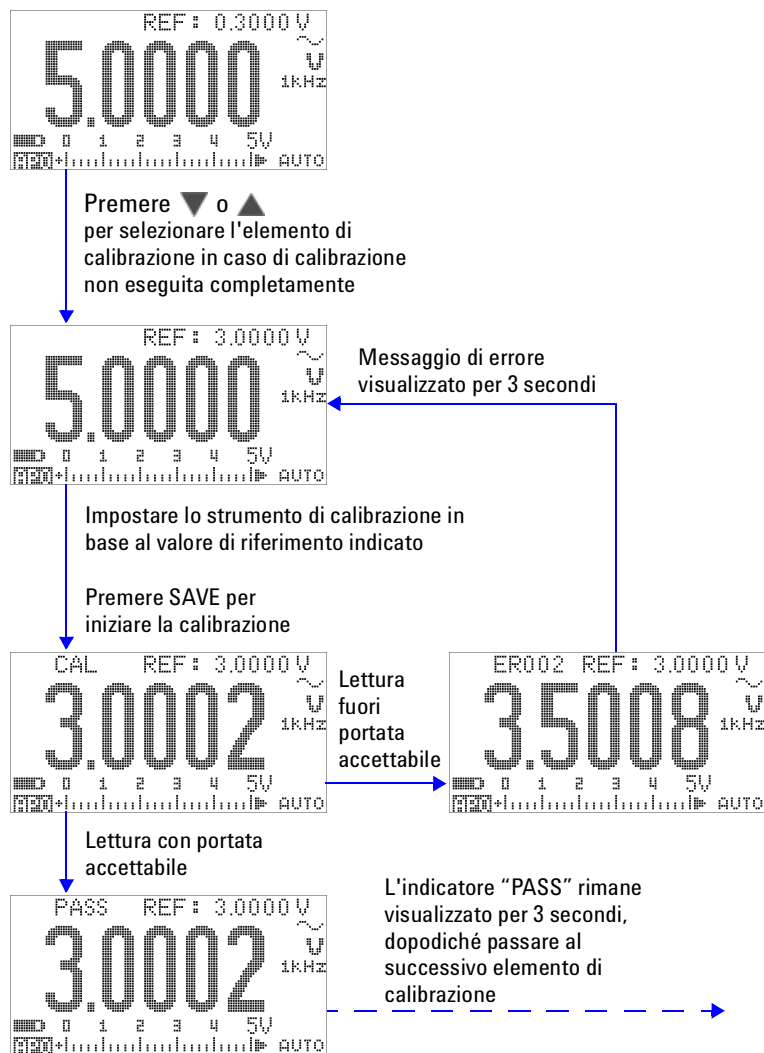 REF: 0.3000 V
5.0000 V
1kHz
0 1 2 3 4 5V
APO AUTO
Premere ▼ o ▲
per selezionare l'elemento di
calibrazione in caso di calibrazione
non eseguita completamente
REF: 3.0000 V
5.0000 V
1kHz
0 1 2 3 4 5V
APO AUTO
Messaggio di errore
visualizzato per 3 secondi
Impostare lo strumento di calibrazione in
base al valore di riferimento indicato
Premere SAVE per
iniziare la calibrazione
CAL REF: 3.0000 V
3.0002 V
1kHz
0 1 2 3 4 5V
APO AUTO
Lettura
fuori
portata
accettabile
ER002 REF: 3.0000 V
3.5008 V
1kHz
0 1 2 3 4 5V
APO AUTO
Lettura con portata
accettabile
PASS REF: 3.0000 V
3.0002 V
1kHz
0 1 2 3 4 5V
APO AUTO
L'indicatore “PASS” rimane
visualizzato per 3 secondi,
dopodiché passare al
successivo elemento di
calibrazione